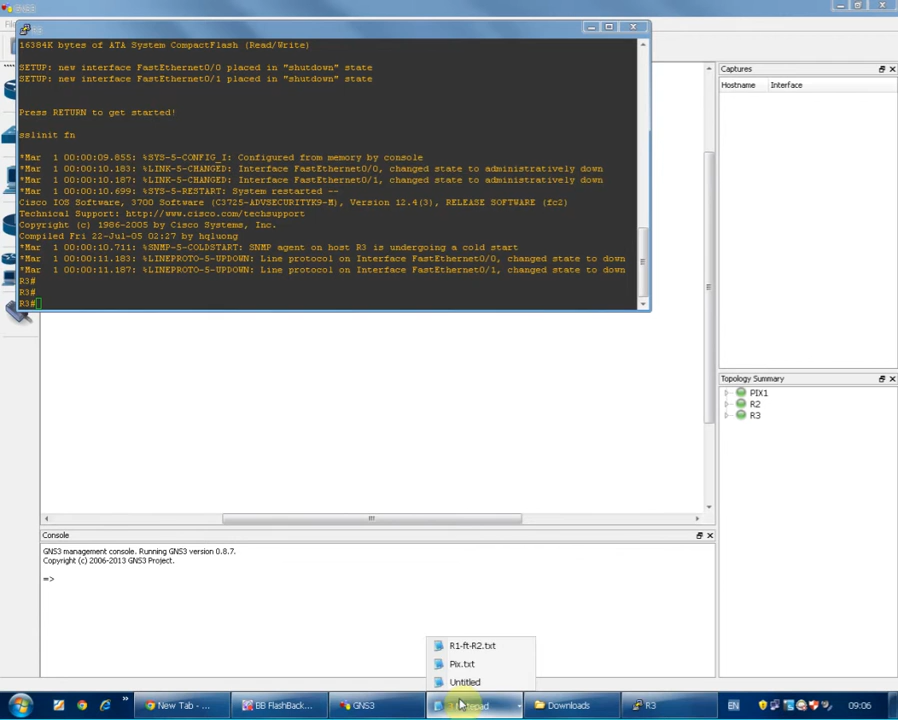 GNS3
16384K bytes of ATA System CompactFlash (Read/Write)
SETUP: new interface FastEthernet0/0 placed in "shutdown" state
SETUP: new interface FastEthernet0/1 placed in "shutdown" state
Press RETURN to get started!
sslinit fn
*Mar  1 00:00:09.855: %SYS-5-CONFIG_I: Configured from memory by console
*Mar  1 00:00:10.183: %LINK-5-CHANGED: Interface FastEthernet0/0, changed state to administratively down
*Mar  1 00:00:10.187: %LINK-5-CHANGED: Interface FastEthernet0/1, changed state to administratively down
*Mar  1 00:00:10.699: %SYS-5-RESTART: System restarted --
Cisco IOS Software, 3700 Software (C3725-ADVSECURITYK9-M), Version 12.4(3), RELEASE SOFTWARE (fc2)
Technical Support: http://www.cisco.com/techsupport
Copyright (c) 1986-2005 by Cisco Systems, Inc.
Compiled Fri 22-Jul-05 02:27 by hqluong
*Mar  1 00:00:10.711: %SNMP-5-COLDSTART: SNMP agent on host R3 is undergoing a cold start
*Mar  1 00:00:11.183: %LINEPROTO-5-UPDOWN: Line protocol on Interface FastEthernet0/0, changed state to down
*Mar  1 00:00:11.187: %LINEPROTO-5-UPDOWN: Line protocol on Interface FastEthernet0/1, changed state to down
R3#
R3#
R3#
Captures
Hostname Interface
Topology Summary
PIX1
R2
R3
Console
GNS3 management console. Running GNS3 version 0.8.7.
Copyright (c) 2006-2013 GNS3 Project.
=>
R1-ft-R2.txt
Pix.txt
Untitled
New Tab - ...
BB FlashBack...
GNS3
3 Notepad
Downloads
R3
EN
09:06